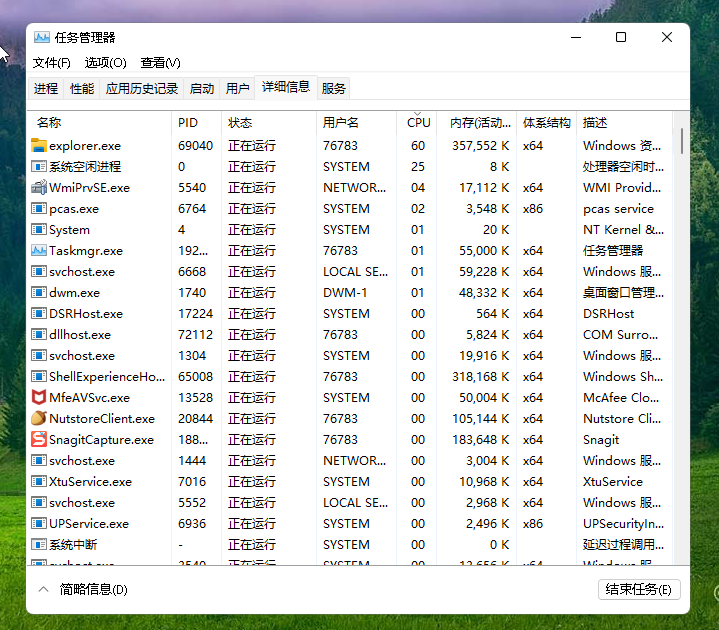 任务管理器
文件(F) 选项(O) 查看(V)
进程 性能 应用历史记录 启动 用户 详细信息 服务
名称 PID 状态 用户名 CPU 内存(活动... 体系结构 描述
explorer.exe 69040 正在运行 76783 60 357,552 K x64 Windows 资...
系统空闲进程 0 正在运行 SYSTEM 25 8 K 处理器空闲时...
WmiPrvSE.exe 5540 正在运行 NETWOR... 04 17,112 K x64 WMI Provid...
pcas.exe 6764 正在运行 SYSTEM 02 3,548 K x86 pcas service
System 4 正在运行 SYSTEM 01 20 K NT Kernel &...
Taskmgr.exe 192... 正在运行 76783 01 55,000 K x64 任务管理器
svchost.exe 6668 正在运行 LOCAL SE... 01 59,228 K x64 Windows 服...
dwm.exe 1740 正在运行 DWM-1 01 48,332 K x64 桌面窗口管理...
DSRHost.exe 17224 正在运行 SYSTEM 00 564 K x64 DSRHost
dllhost.exe 72112 正在运行 76783 00 5,824 K x64 COM Surro...
svchost.exe 1304 正在运行 SYSTEM 00 19,916 K x64 Windows 服...
ShellExperienceHo... 65008 正在运行 76783 00 318,168 K x64 Windows Sh...
MfeAVSvc.exe 13528 正在运行 SYSTEM 00 50,004 K x64 McAfee Clo...
NutstoreClient.exe 20844 正在运行 76783 00 105,144 K x64 Nutstore Cli...
SnagitCapture.exe 188... 正在运行 76783 00 183,648 K x64 Snagit
svchost.exe 1444 正在运行 NETWOR... 00 3,004 K x64 Windows 服...
XtuService.exe 7016 正在运行 SYSTEM 00 10,968 K x64 XtuService
svchost.exe 5552 正在运行 LOCAL SE... 00 2,968 K x64 Windows 服...
UPService.exe 6936 正在运行 SYSTEM 00 2,496 K x86 UPSecurityIn...
系统中断 - 正在运行 SYSTEM 00 0 K 延迟过程调用...
简略信息(D) 结束任务(E)